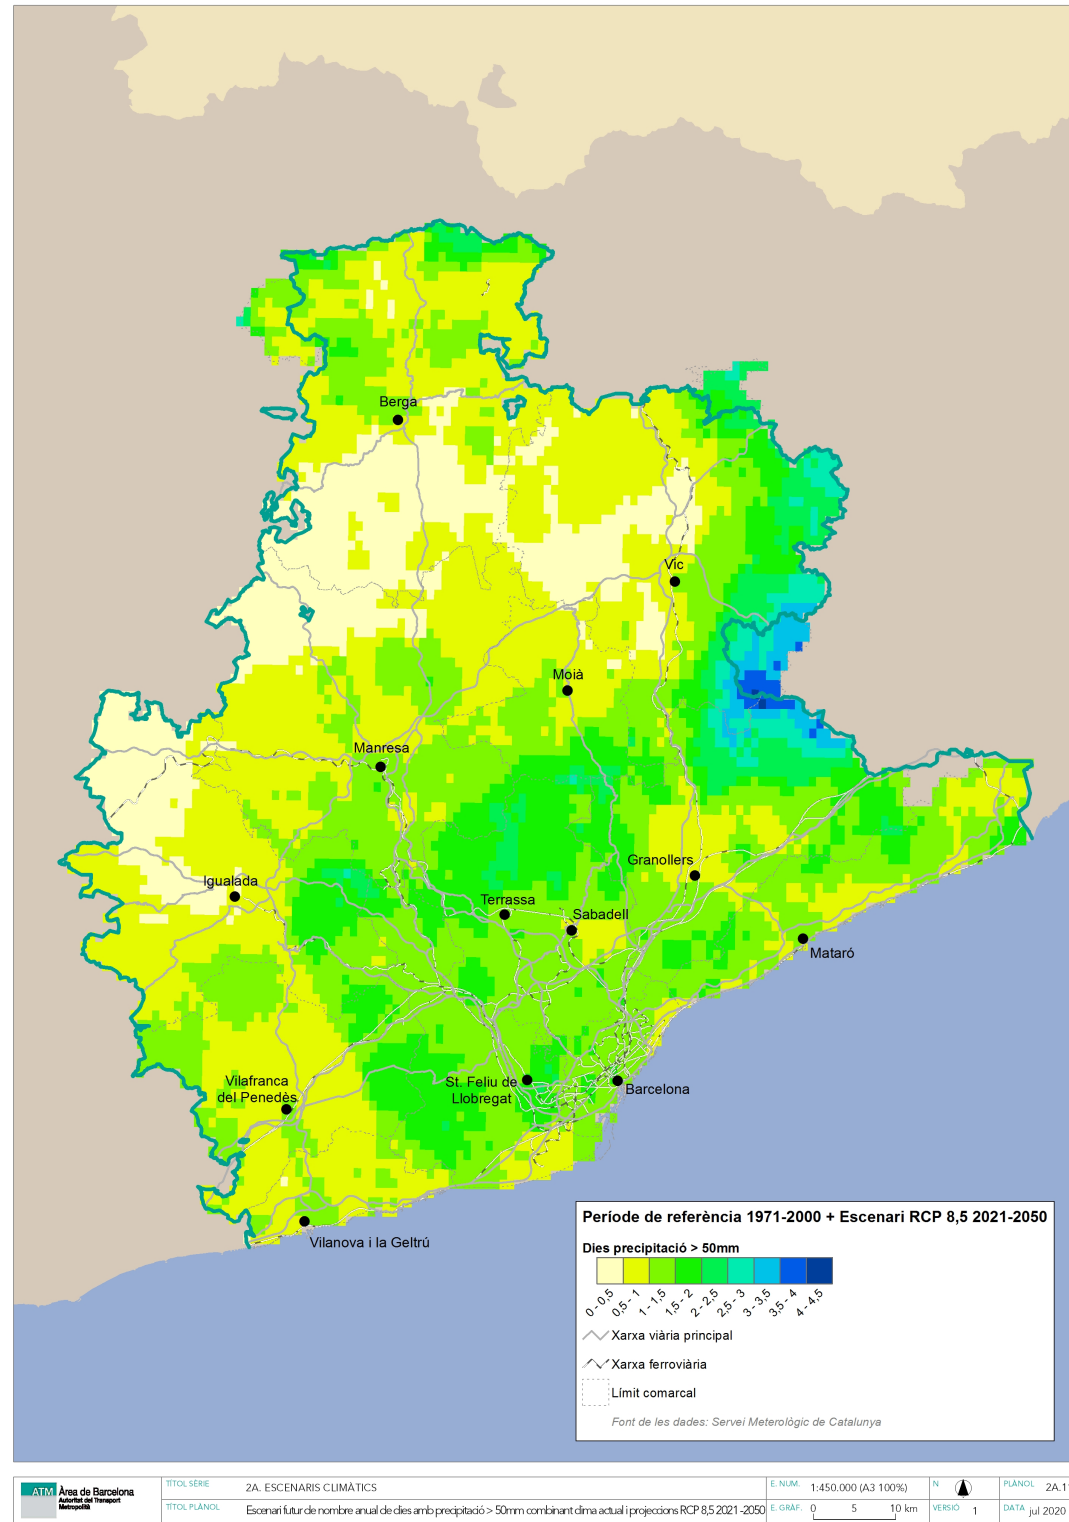 Berga
Vic
Moià
Manresa
Granollers
Igualada
Terrassa
Sabadell
Mataró
Vilafranca
del Penedès
St. Feliu de
Llobregat
Barcelona
Vilanova i la Geltrú
Període de referència 1971-2000 + Escenari RCP 8,5 2021-2050
Dies precipitació > 50mm
0 - 0,5
0,5 - 1
1 - 1,5
1,5 - 2
2 - 2,5
2,5 - 3
3 - 3,5
3,5 - 4
4 - 4,5
Xarxa viària principal
Xarxa ferroviària
Límit comarcal
Font de les dades: Servei Meterològic de Catalunya
ATM Àrea de Barcelona
Autoritat del Transport
Metropolità
TÍTOL SÈRIE
2A. ESCENARIS CLIMÀTICS
TÍTOL PLÀNOL
Escenari futur de nombre anual de dies amb precipitació > 50mm combinant clima actual i projeccions RCP 8,5 2021-2050
E. NUM. 1:450.000 (A3 100%)
E. GRÀF. 0 5 10 km
N
VERSIÓ 1
PLÀNOL 2A.1
DATA jul 2020